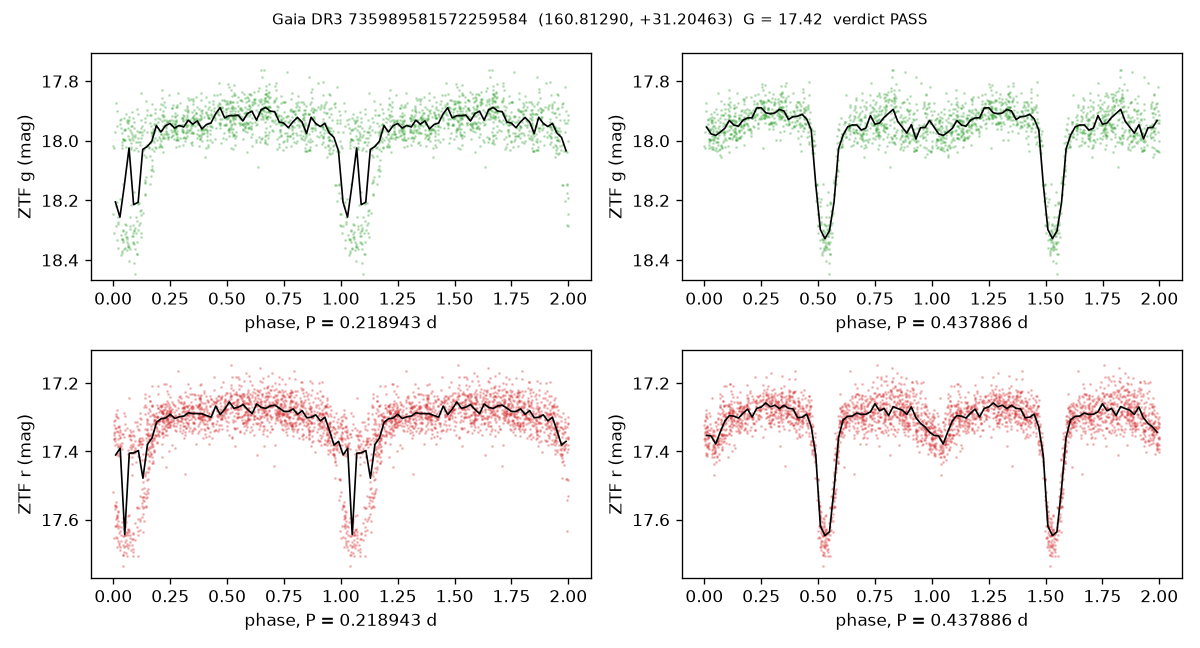 Gaia DR3 735989581572259584 (160.81290, +31.20463) G = 17.42 verdict PASS
ZTF g (mag)
17.8
18.0
18.2
18.4
0.00 0.25 0.50 0.75 1.00 1.25 1.50 1.75 2.00
phase, P = 0.218943 d
ZTF g (mag)
17.8
18.0
18.2
18.4
0.00 0.25 0.50 0.75 1.00 1.25 1.50 1.75 2.00
phase, P = 0.437886 d
ZTF r (mag)
17.2
17.4
17.6
0.00 0.25 0.50 0.75 1.00 1.25 1.50 1.75 2.00
phase, P = 0.218943 d
ZTF r (mag)
17.2
17.4
17.6
0.00 0.25 0.50 0.75 1.00 1.25 1.50 1.75 2.00
phase, P = 0.437886 d